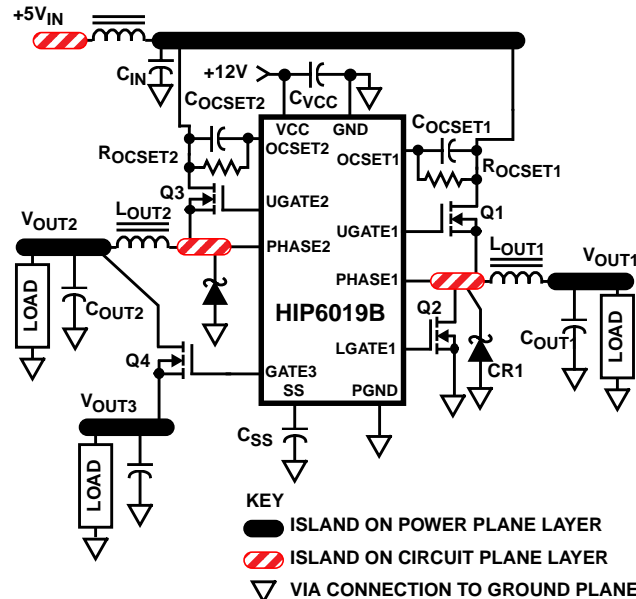 +5VIN
CIN
+12V
CVCC
COCSET2
VCC
GND
COCSET1
OCSET2
OCSET1
ROCSET2
ROCSET1
Q3
UGATE2
Q1
UGATE1
VOUT2
LOUT2
PHASE2
LOUT1
VOUT1
PHASE1
LOAD
COUT2
HIP6019B
Q2
COUT1
LOAD
Q4
LGATE1
CR1
GATE3
SS
PGND
VOUT3
CSS
LOAD
KEY
ISLAND ON POWER PLANE LAYER
ISLAND ON CIRCUIT PLANE LAYER
VIA CONNECTION TO GROUND PLANE